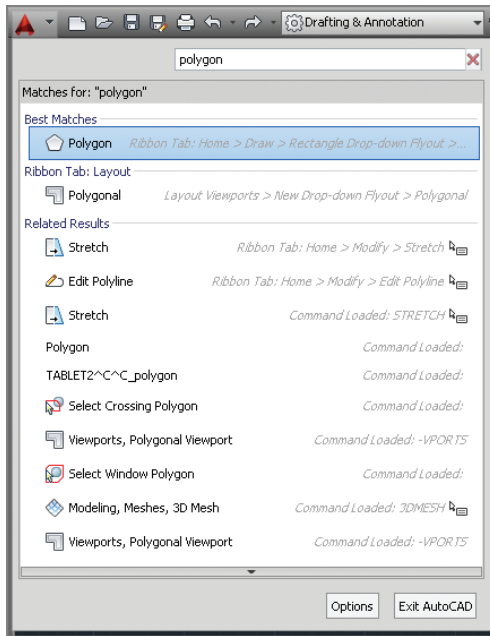 Drafting & Annotation
polygon
Matches for: "polygon"
Best Matches
Polygon Ribbon Tab: Home > Draw > Rectangle Drop-down Flyout >...
Ribbon Tab: Layout
Polygonal Layout Viewports > New Drop-down Flyout > Polygonal
Related Results
Stretch Ribbon Tab: Home > Modify > Stretch
Edit Polyline Ribbon Tab: Home > Modify > Edit Polyline
Stretch Command Loaded: STRETCH
Polygon Command Loaded:
TABLET2^C^C_polygon Command Loaded:
Select Crossing Polygon Command Loaded:
Viewports, Polygonal Viewport Command Loaded: -VPORTS
Select Window Polygon Command Loaded:
Modeling, Meshes, 3D Mesh Command Loaded: 3DMESH
Viewports, Polygonal Viewport Command Loaded: -VPORTS
Options Exit AutoCAD